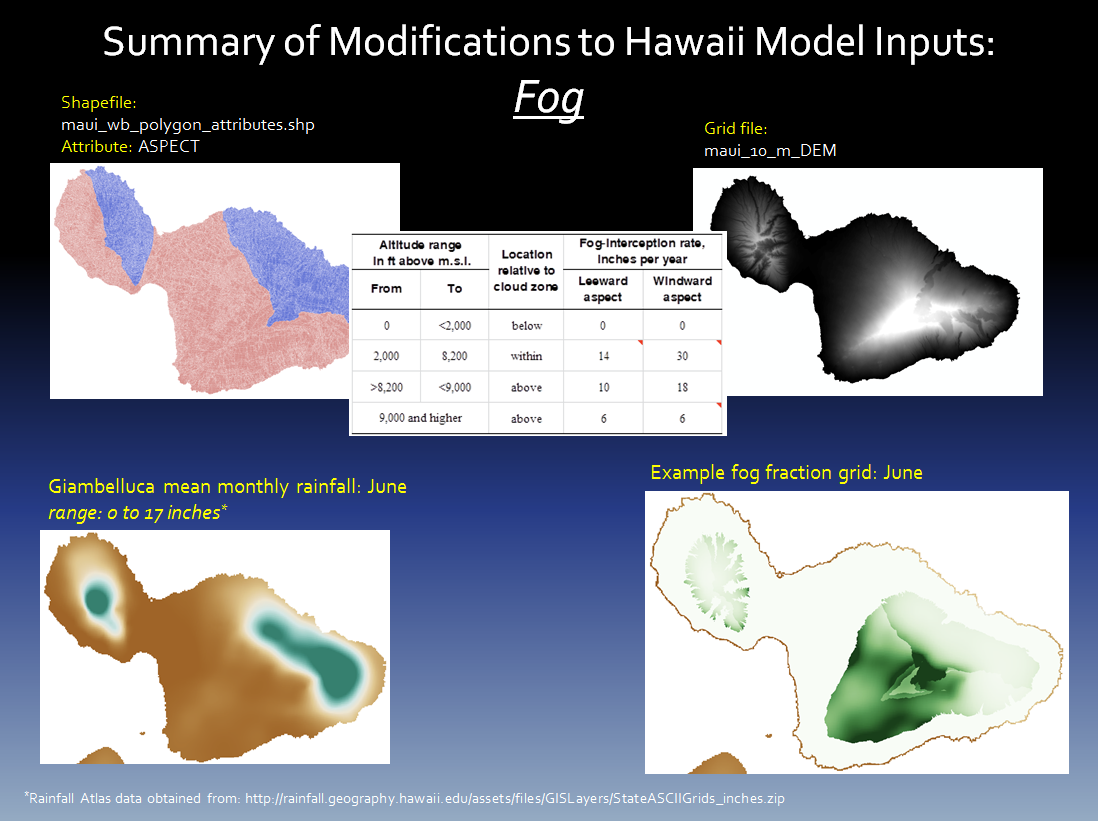 Summary of Modifications to Hawaii Model Inputs:
Fog
Shapefile:
maui_wb_polygon_attributes.shp
Attribute: ASPECT
Grid file:
maui_10_m_DEM
Altitude range
in ft above m.s.l.
Location
relative to
cloud zone
Fog-interception rate,
inches per year
From To Leeward aspect Windward aspect
0 <2,000 below 0 0
2,000 8,200 within 14 30
>8,200 <9,000 above 10 18
9,000 and higher above 6 6
Giambelluca mean monthly rainfall: June
range: 0 to 17 inches*
Example fog fraction grid: June
*Rainfall Atlas data obtained from: http://rainfall.geography.hawaii.edu/assets/files/GISLayers/StateASCIIGrids_inches.zip